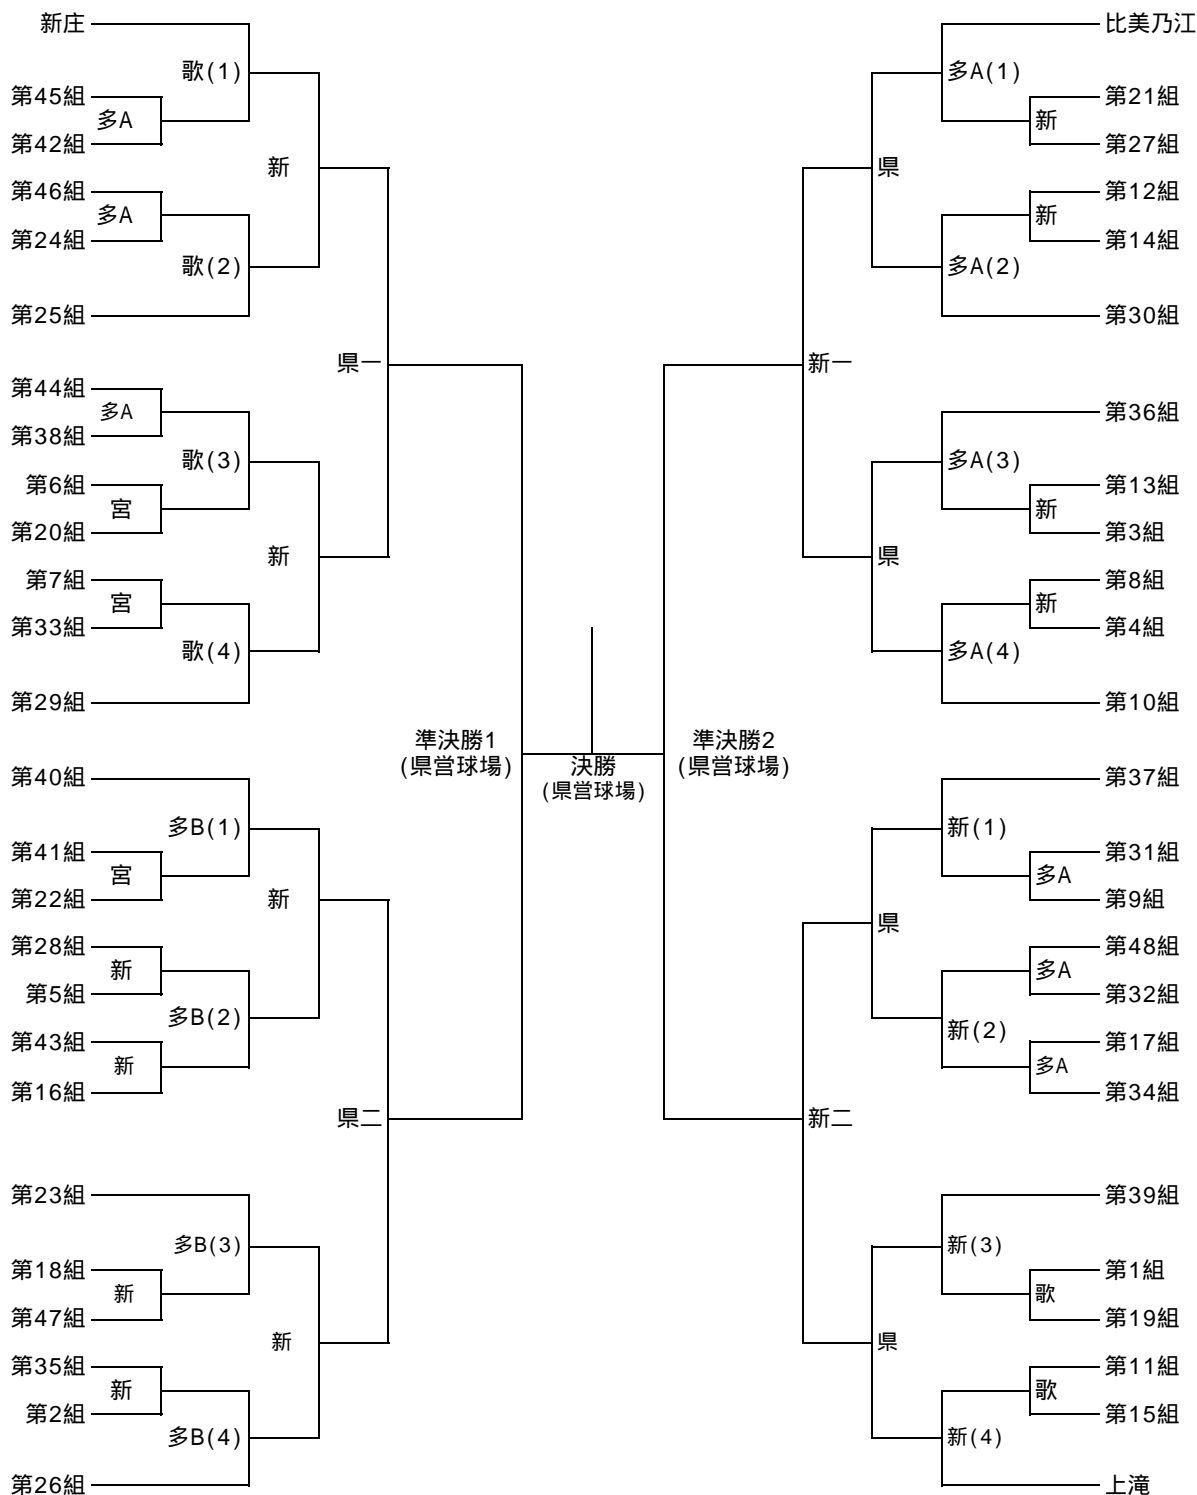 新庄
歌(1)
第45組
多A
第42組
新
第46組
多A
第24組
歌(2)
第25組
県一
第44組
多A
第38組
歌(3)
第6組
宮
第20組
新
第7組
宮
第33組
歌(4)
第29組
準決勝1
(県営球場)
第40組
多B(1)
第41組
宮
第22組
新
第28組
新
第5組
多B(2)
第43組
新
第16組
県二
第23組
多B(3)
第18組
新
第47組
新
第35組
新
第2組
多B(4)
第26組
決勝
(県営球場)
比美乃江
多A(1)
第21組
新
第27組
県
第12組
新
第14組
多A(2)
第30組
新一
第36組
多A(3)
第13組
新
第3組
県
第8組
新
第4組
多A(4)
第10組
準決勝2
(県営球場)
第37組
新(1)
第31組
多A
第9組
県
第48組
多A
第32組
新(2)
第17組
多A
第34組
新二
第39組
新(3)
第1組
歌
第19組
県
第11組
歌
第15組
新(4)
上滝